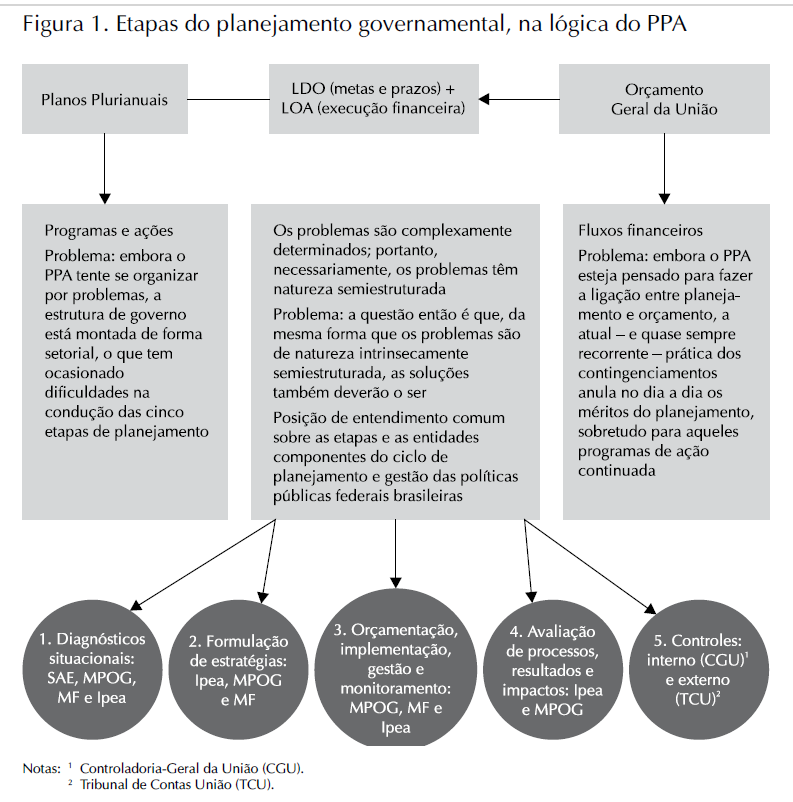 Figura 1. Etapas do planejamento governamental, na lógica do PPA
Planos Plurianuais
LDO (metas e prazos) +
LOA (execução financeira)
Orçamento
Geral da União
Programas e ações
Problema: embora o
PPA tente se organizar
por problemas, a
estrutura de governo
está montada de forma
setorial, o que tem
ocasionado
dificuldades na
condução das cinco
etapas de planejamento
Os problemas são complexamente
determinados; portanto,
necessariamente, os problemas têm
natureza semiestruturada
Problema: a questão então é que, da
mesma forma que os problemas são
de natureza intrinsecamente
semiestruturada, as soluções
também deverão o ser
Posição de entendimento comum
sobre as etapas e as entidades
componentes do ciclo de
planejamento e gestão das políticas
públicas federais brasileiras
Fluxos financeiros
Problema: embora o PPA
esteja pensado para fazer
a ligação entre planeja-
mento e orçamento, a
atual – e quase sempre
recorrente – prática dos
contingenciamentos
anula no dia a dia os
méritos do planejamento,
sobretudo para aqueles
programas de ação
continuada
1. Diagnósticos
situacionais:
SAE, MPOG,
MF e Ipea
2. Formulação
de estratégias:
Ipea, MPOG
e MF
3. Orçamentação,
implementação,
gestão e
monitoramento:
MPOG, MF e
Ipea
4. Avaliação
de processos,
resultados e
impactos: Ipea
e MPOG
5. Controles:
interno (CGU)¹
e externo
(TCU)²
Notas: ¹ Controladoria-Geral da União (CGU).
² Tribunal de Contas União (TCU).